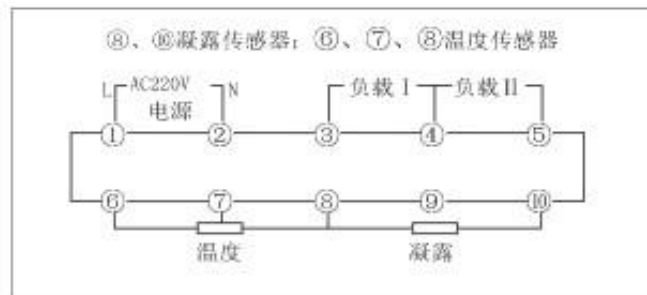 ⑧、⑩凝露传感器；⑥、⑦、⑧温度传感器
L AC220V N 负载Ⅰ 负载Ⅱ
电源
① ② ③ ④ ⑤
⑥ ⑦ ⑧ ⑨ ⑩
温度 凝露